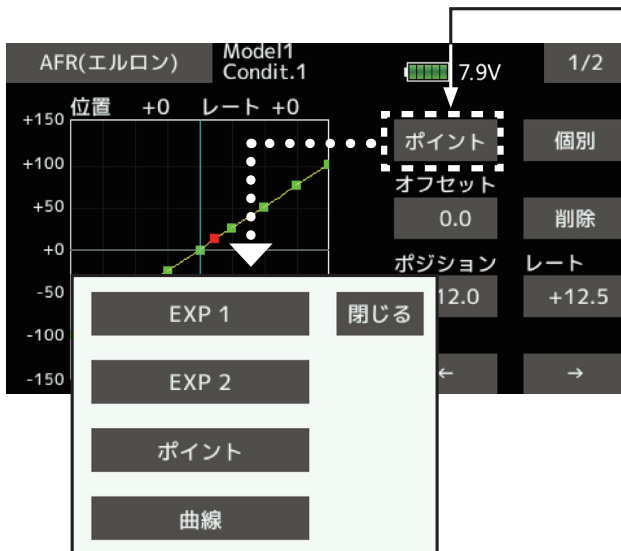 AFR(エルロン) Model1 Condit.1 7.9V 1/2
位置 +0 レート +0
+150
+100
+50
+0
-50
-100
-150
ポイント 個別
オフセット
0.0 削除
ポジション レート
12.0 +12.5
← →
EXP 1 閉じる
EXP 2
ポイント
曲線